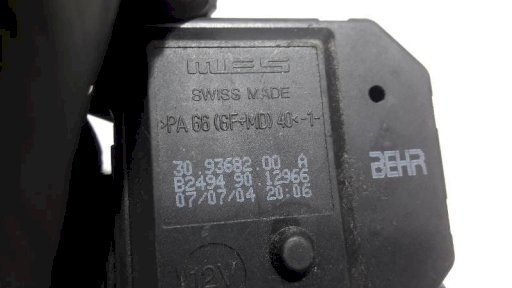 MES
SWISS MADE
>PA 66 (GF+MD) 40<-1-
30 93682 00 A
B2494 90 12966
07/07/04 20:06
BEHR
12V